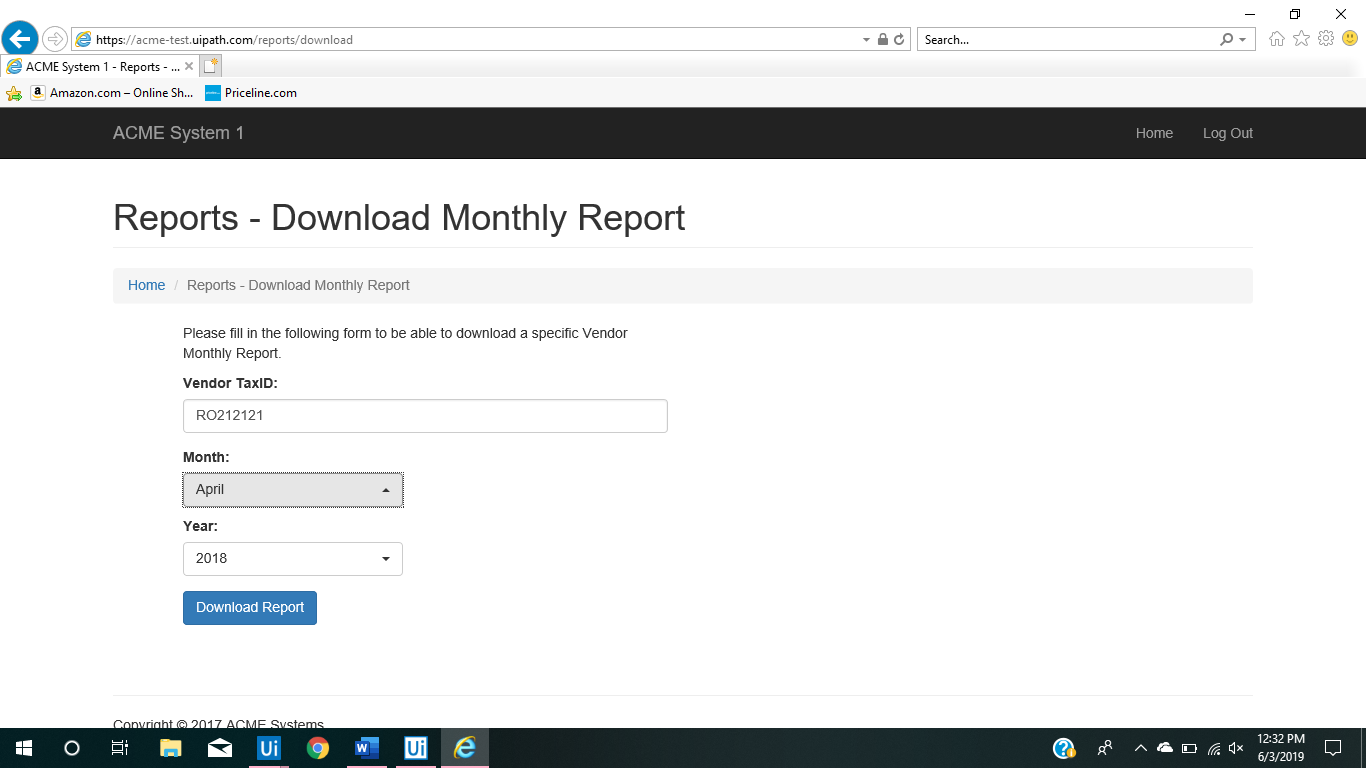 https://acme-test.uipath.com/reports/download
Search...
ACME System 1 - Reports - ...
Amazon.com – Online Sh...
Priceline.com
ACME System 1
Home
Log Out
Reports - Download Monthly Report
Home / Reports - Download Monthly Report
Please fill in the following form to be able to download a specific Vendor
Monthly Report.
Vendor TaxID:
RO212121
Month:
April
Year:
2018
Download Report
Copyright © 2017 ACME Systems
12:32 PM
6/3/2019